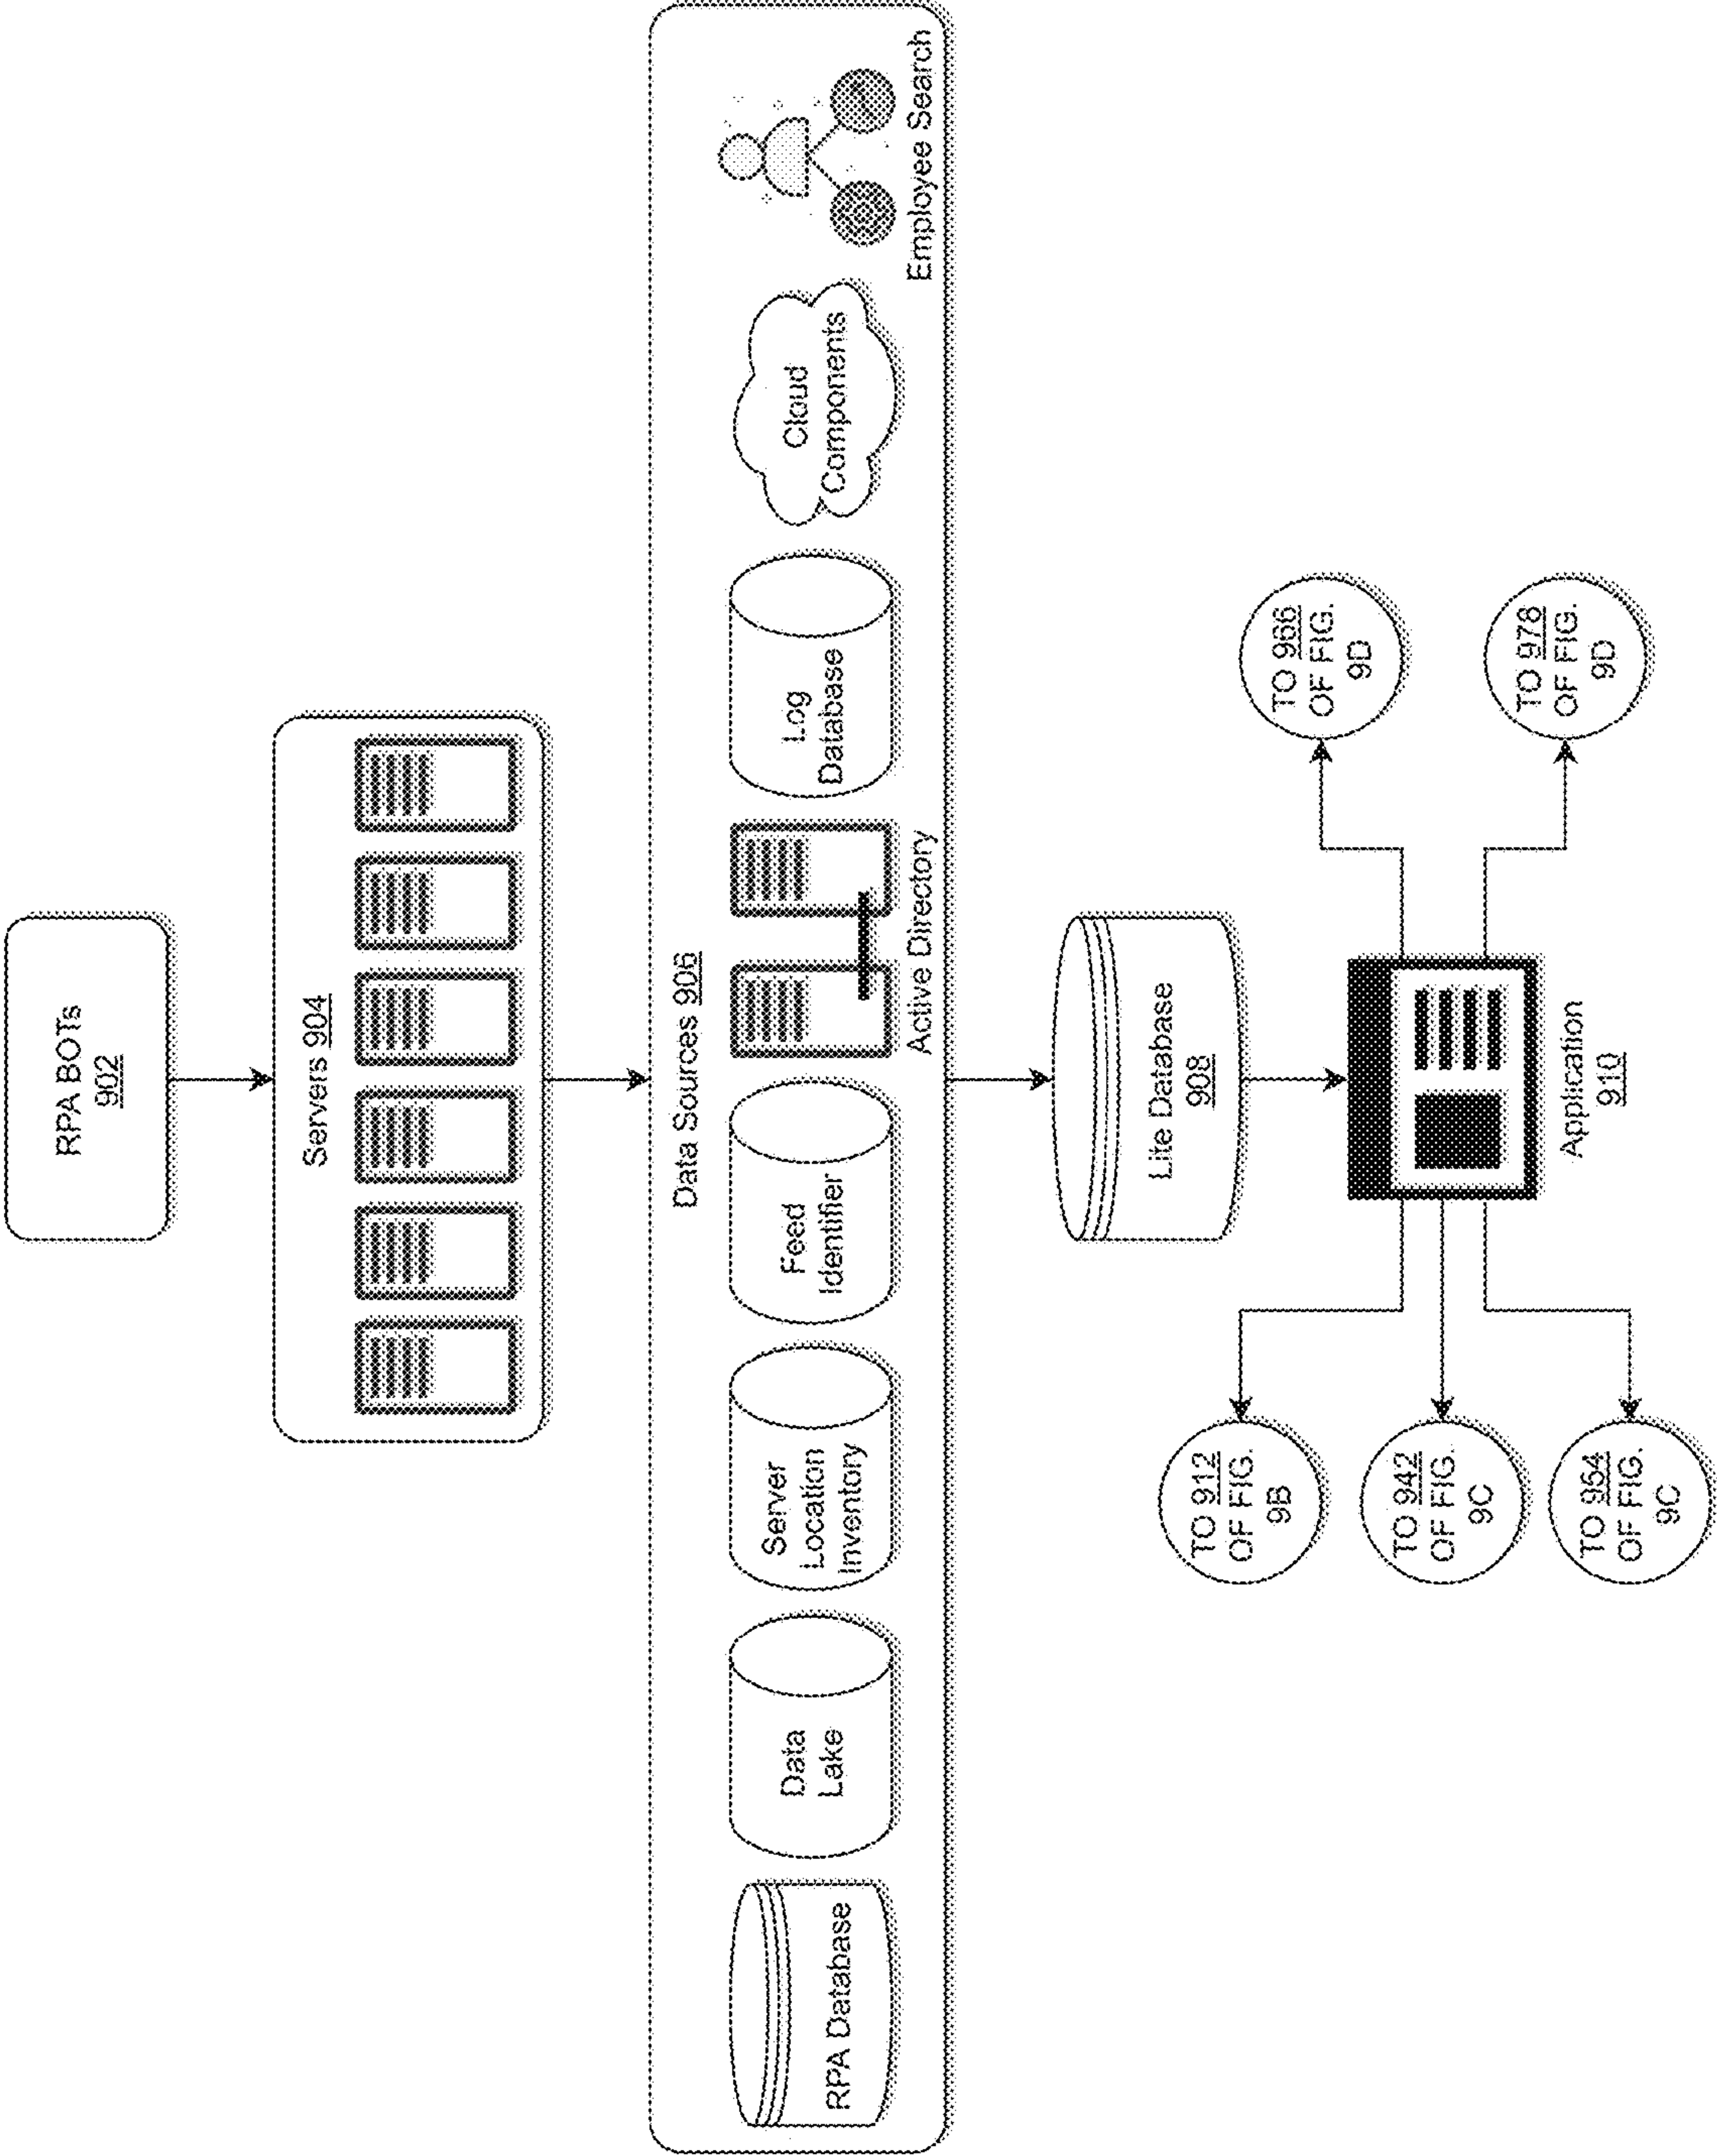 RPA BOTs
902
Servers 904
Data Sources 906
RPA Database
Data
Lake
Server
Location
Inventory
Feed
Identifier
Active Directory
Log
Database
Cloud
Components
Employee Search
Lite Database
908
Application
910
TO 912
OF FIG.
9B
TO 942
OF FIG.
9C
TO 964
OF FIG.
9C
TO 966
OF FIG.
9D
TO 978
OF FIG.
9D